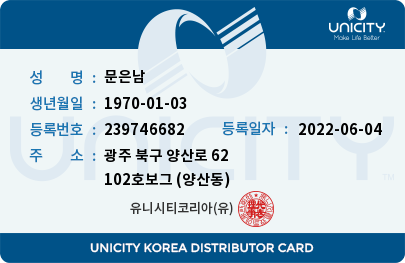 UNICITY
Make Life Better
성 명 : 문은남
생년월일 : 1970-01-03
등록번호 : 239746682 등록일자 : 2022-06-04
주 소 : 광주 북구 양산로 62
102호보그 (양산동)
UNICITY
유니시티코리아(유)
UNICITY KOREA DISTRIBUTOR CARD